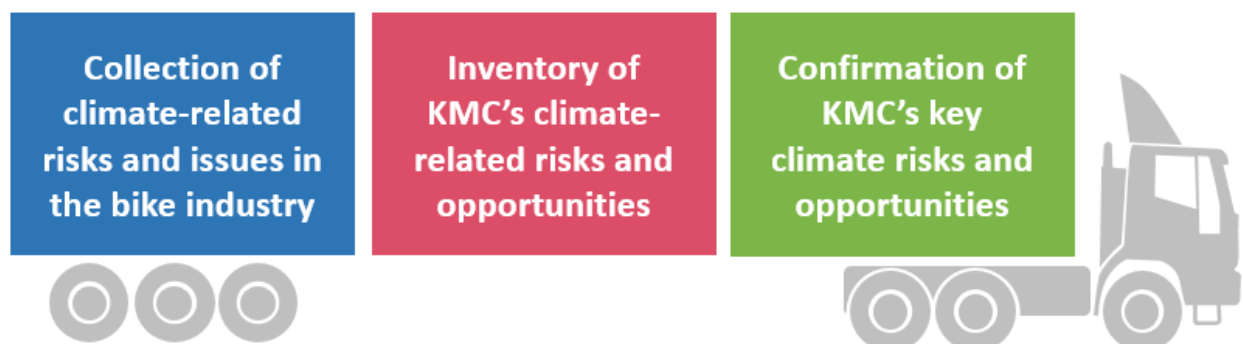 Collection of
climate-related
risks and issues in
the bike industry
Inventory of
KMC’s climate-
related risks and
opportunities
Confirmation of
KMC’s key
climate risks and
opportunities